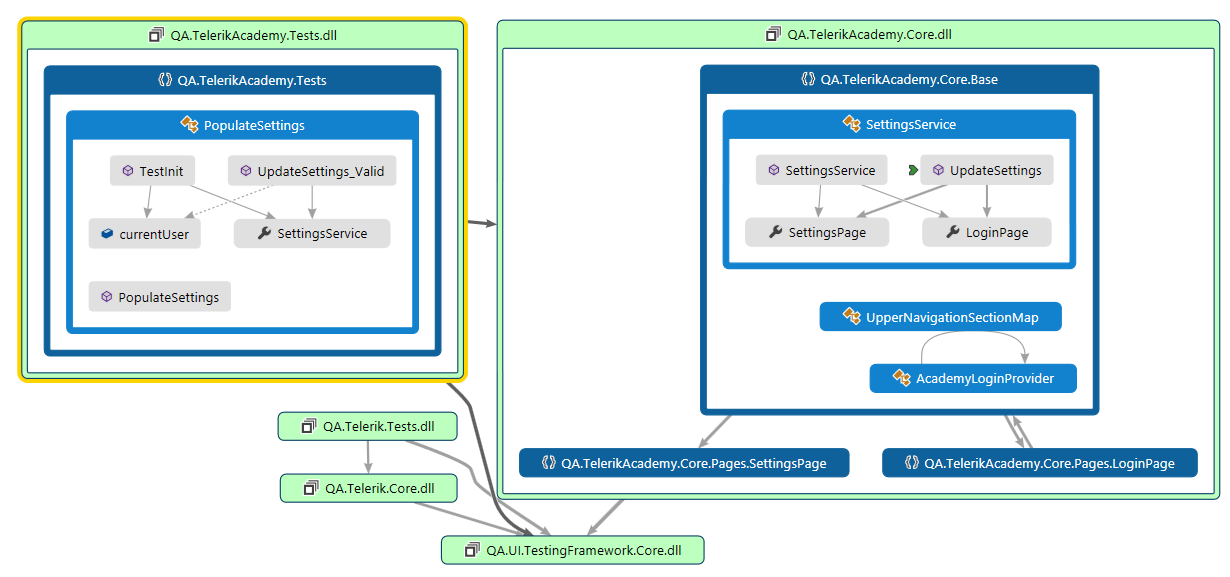 QA.TelerikAcademy.Tests.dll
QA.TelerikAcademy.Tests
PopulateSettings
TestInit
UpdateSettings_Valid
currentUser
SettingsService
PopulateSettings
QA.TelerikAcademy.Core.dll
QA.TelerikAcademy.Core.Base
SettingsService
SettingsService
UpdateSettings
SettingsPage
LoginPage
UpperNavigationSectionMap
AcademyLoginProvider
QA.TelerikAcademy.Core.Pages.SettingsPage
QA.TelerikAcademy.Core.Pages.LoginPage
QA.Telerik.Tests.dll
QA.Telerik.Core.dll
QA.UI.TestingFramework.Core.dll